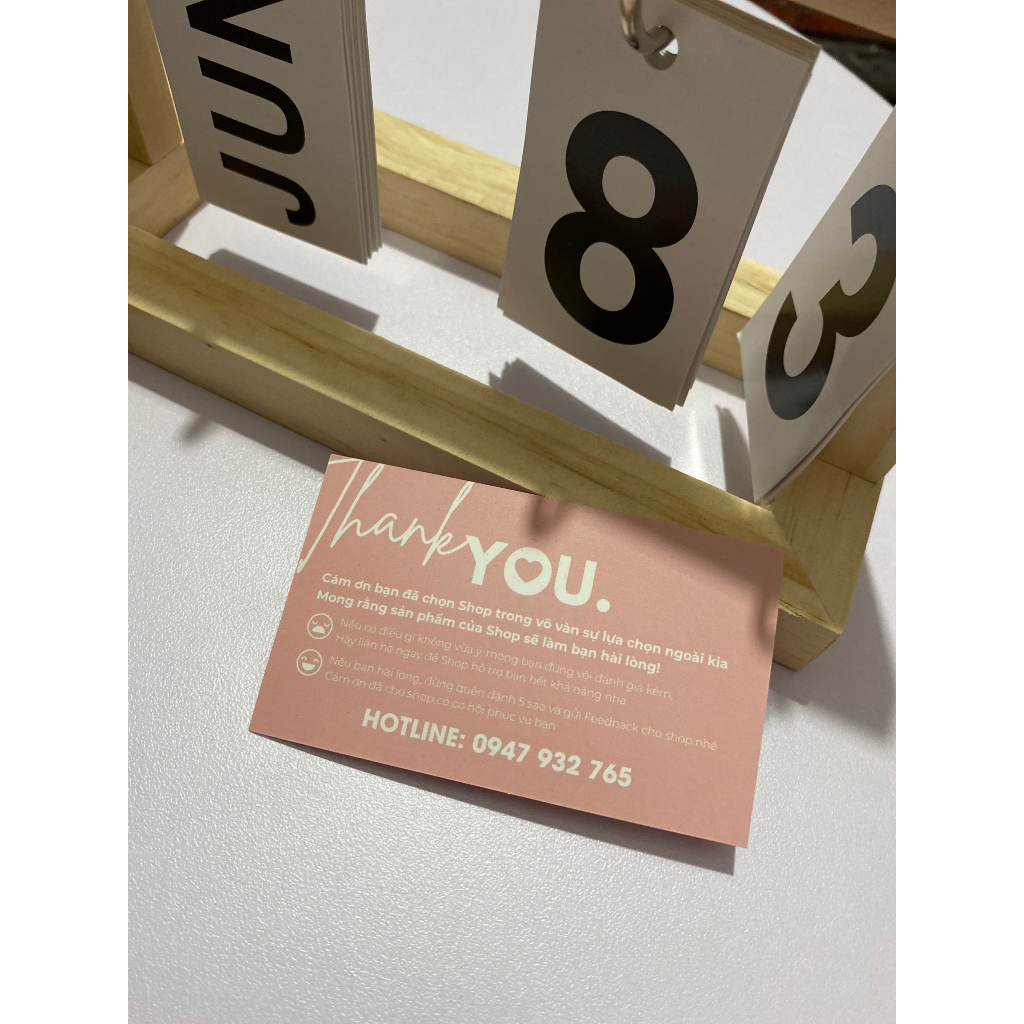 JUN
8
3
Thank YOU.
Cám ơn bạn đã chọn Shop trong vô vàn sự lựa chọn ngoài kia
Mong rằng sản phẩm của Shop sẽ làm bạn hài lòng!
Nếu có điều gì không vừa ý, mong bạn đừng vội đánh giá kém,
Hãy liên hệ ngay để Shop hỗ trợ bạn hết khả năng nha
Nếu bạn hài lòng, đừng quên đánh 5 sao và gửi Feedback cho shop nhé
Cám ơn đã cho shop có cơ hội phục vụ bạn
HOTLINE: 0947 932 765